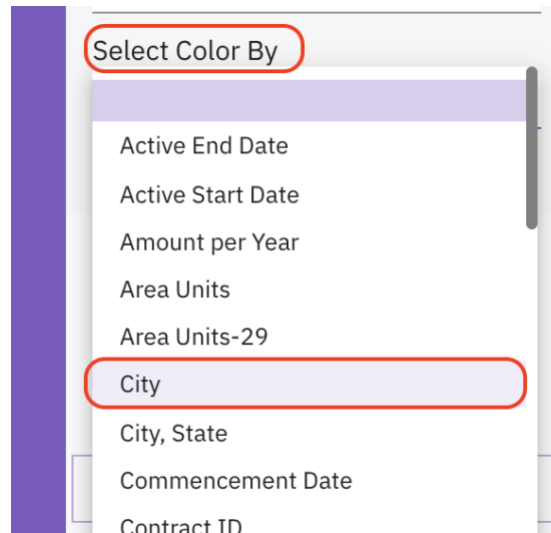 Select Color By
Active End Date
Active Start Date
Amount per Year
Area Units
Area Units-29
City
City, State
Commencement Date
Contract ID